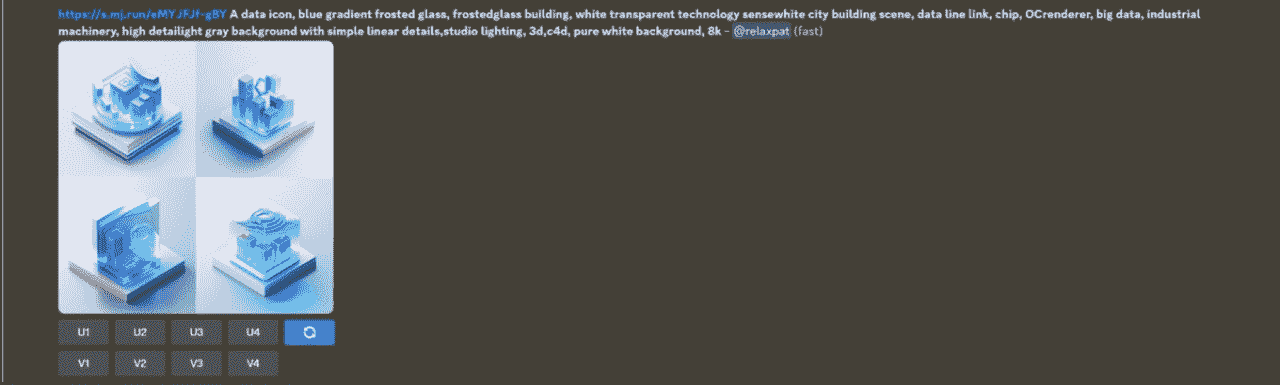 https://s.mj.run/eMYJFJf-gBY A data icon, blue gradient frosted glass, frostedglass building, white transparent technology sensewhite city building scene, data line link, chip, OCrenderer, big data, industrial
machinery, high detailight gray background with simple linear details,studio lighting, 3d,c4d, pure white background, 8k - @relaxpat (fast)
U1 U2 U3 U4
V1 V2 V3 V4